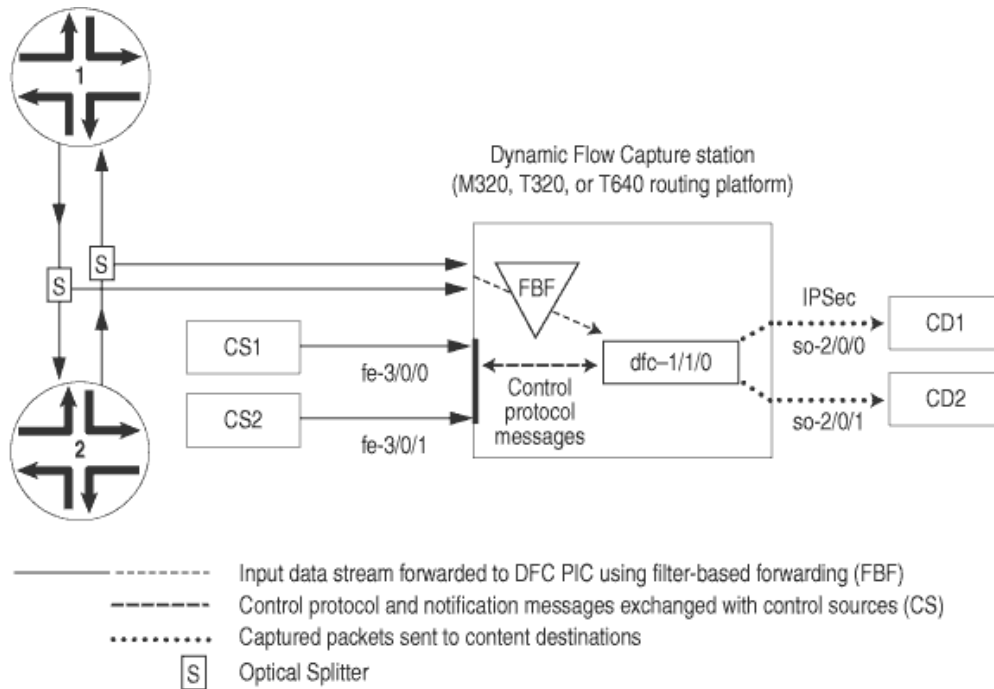 1
Dynamic Flow Capture station
(M320, T320, or T640 routing platform)
S
S
FBF
IPSec
CD1
CS1
dfc–1/1/0
so-2/0/0
fe-3/0/0
Control
protocol
messages
CD2
CS2
so-2/0/1
2
fe-3/0/1
Input data stream forwarded to DFC PIC using filter-based forwarding (FBF)
Control protocol and notification messages exchanged with control sources (CS)
Captured packets sent to content destinations
S Optical Splitter